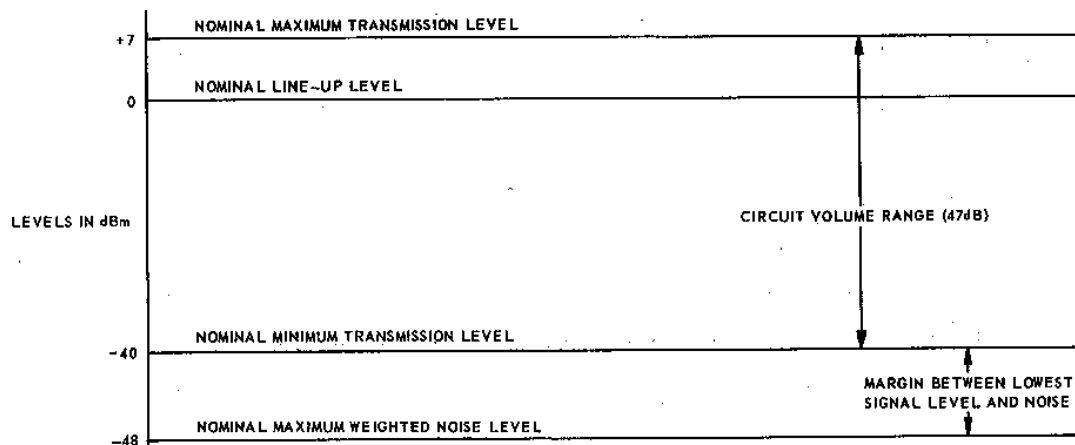 NOMINAL MAXIMUM TRANSMISSION LEVEL
+7
NOMINAL LINE-UP LEVEL
0
LEVELS IN dBm
CIRCUIT VOLUME RANGE (47dB)
NOMINAL MINIMUM TRANSMISSION LEVEL
-40
MARGIN BETWEEN LOWEST
SIGNAL LEVEL AND NOISE
NOMINAL MAXIMUM WEIGHTED NOISE LEVEL
-48